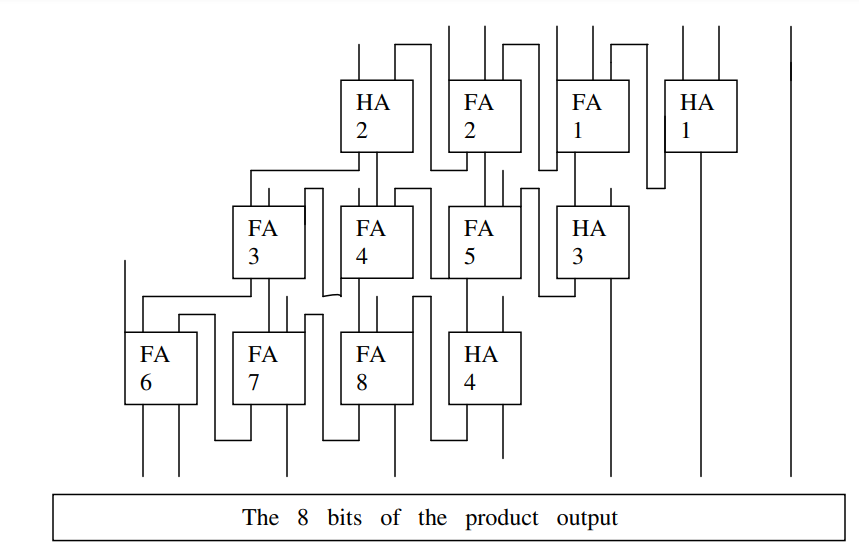 HA
2
FA
2
FA
1
HA
1
FA
3
FA
4
FA
5
HA
3
FA
6
FA
7
FA
8
HA
4
The 8 bits of the product output